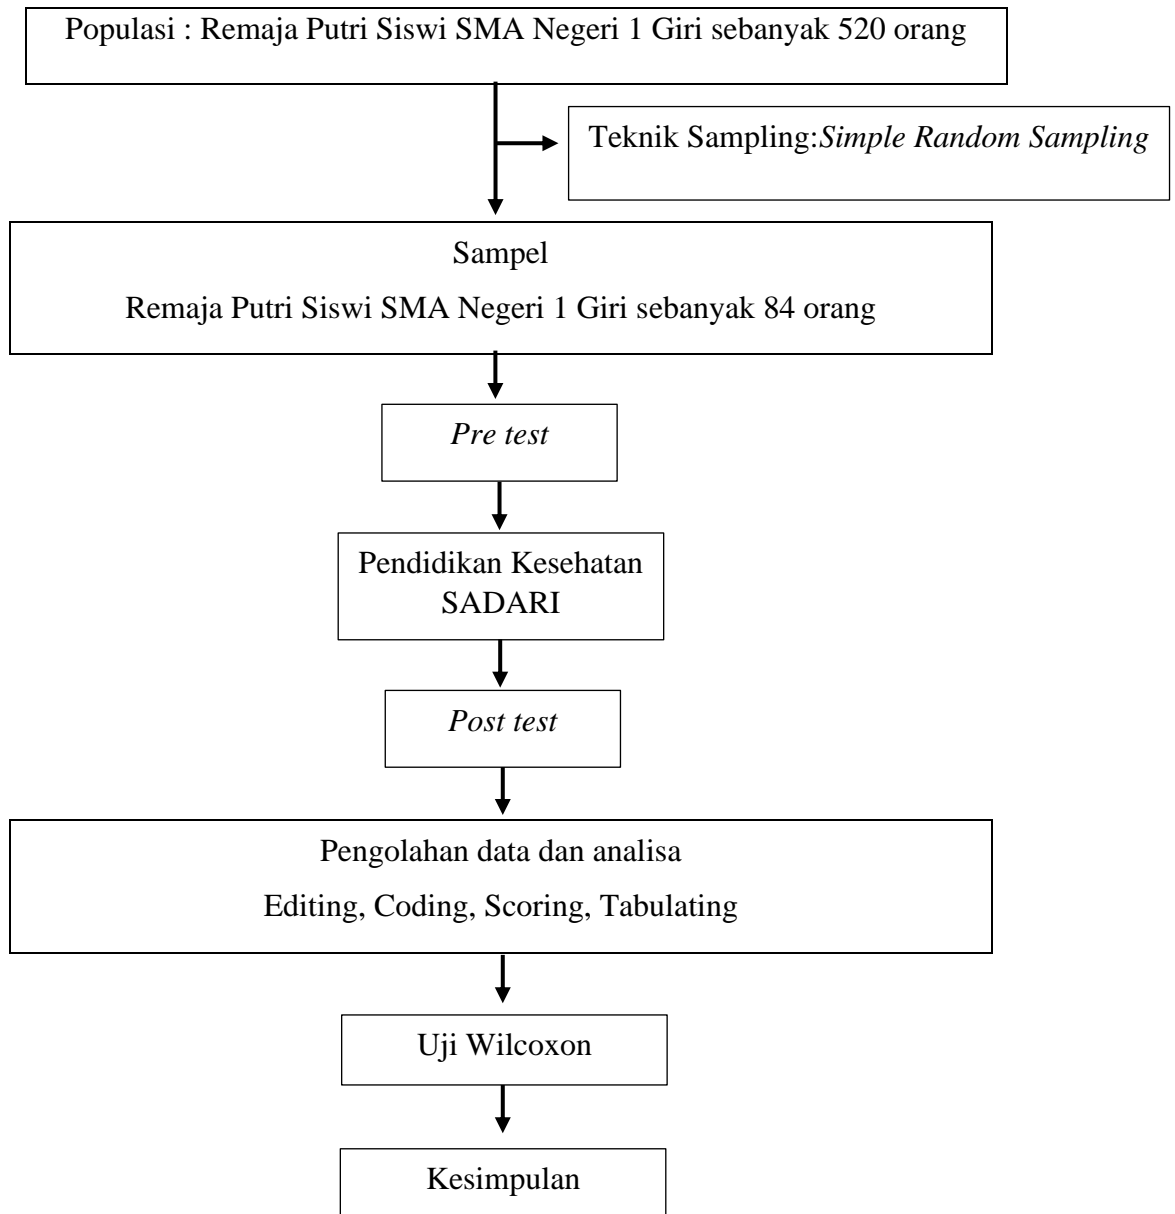 Populasi : Remaja Putri Siswi SMA Negeri 1 Giri sebanyak 520 orang
Teknik Sampling:Simple Random Sampling
Sampel
Remaja Putri Siswi SMA Negeri 1 Giri sebanyak 84 orang
Pre test
Pendidikan Kesehatan
SADARI
Post test
Pengolahan data dan analisa
Editing, Coding, Scoring, Tabulating
Uji Wilcoxon
Kesimpulan